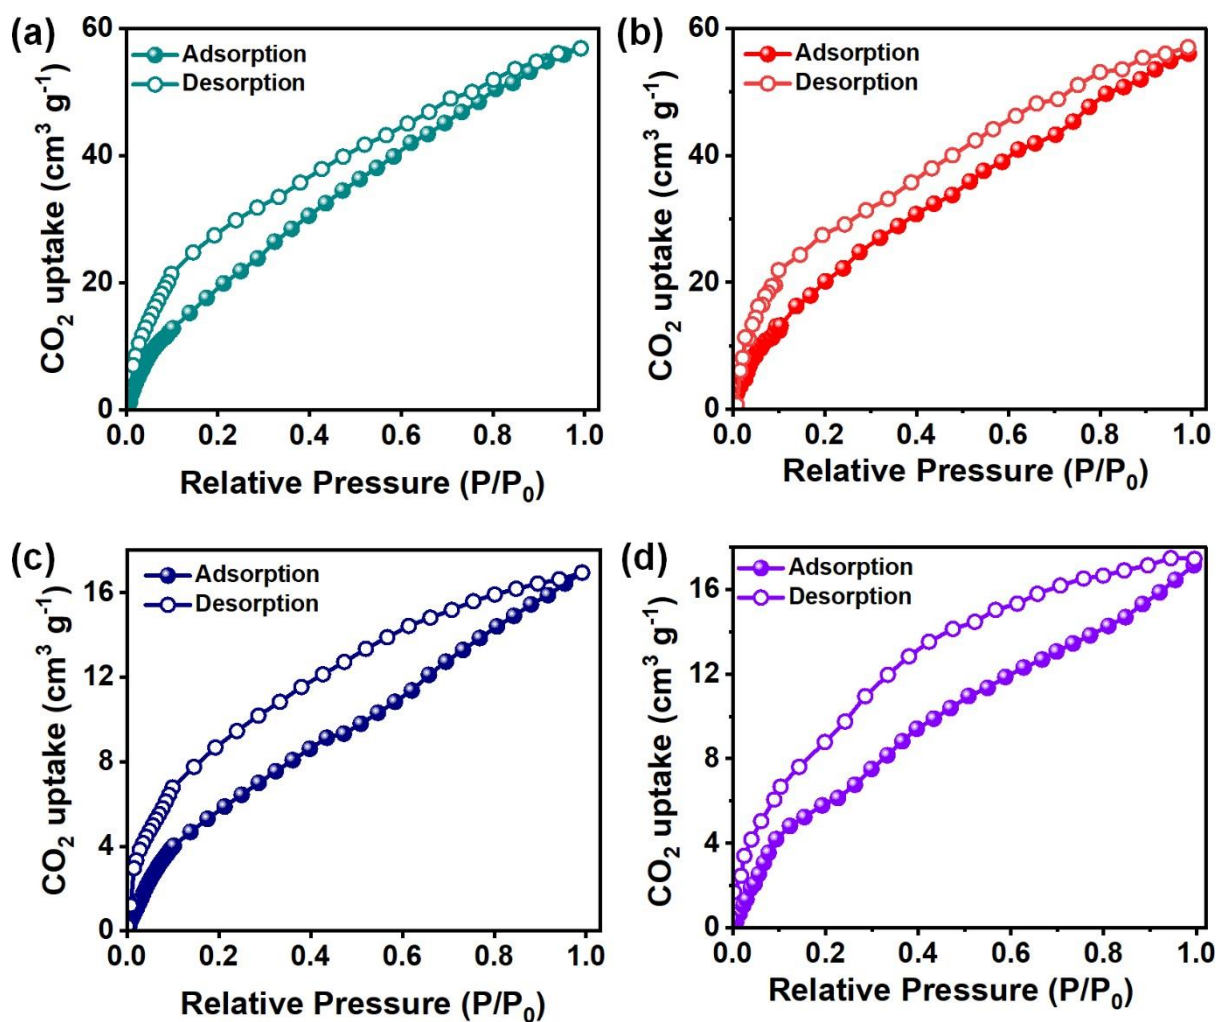 (a)
Adsorption
Desorption
CO₂ uptake (cm³ g⁻¹)
60
40
20
0
0.0 0.2 0.4 0.6 0.8 1.0
Relative Pressure (P/P₀)
(b)
Adsorption
Desorption
CO₂ uptake (cm³ g⁻¹)
60
40
20
0
0.0 0.2 0.4 0.6 0.8 1.0
Relative Pressure (P/P₀)
(c)
Adsorption
Desorption
CO₂ uptake (cm³ g⁻¹)
16
12
8
4
0
0.0 0.2 0.4 0.6 0.8 1.0
Relative Pressure (P/P₀)
(d)
Adsorption
Desorption
CO₂ uptake (cm³ g⁻¹)
16
12
8
4
0
0.0 0.2 0.4 0.6 0.8 1.0
Relative Pressure (P/P₀)